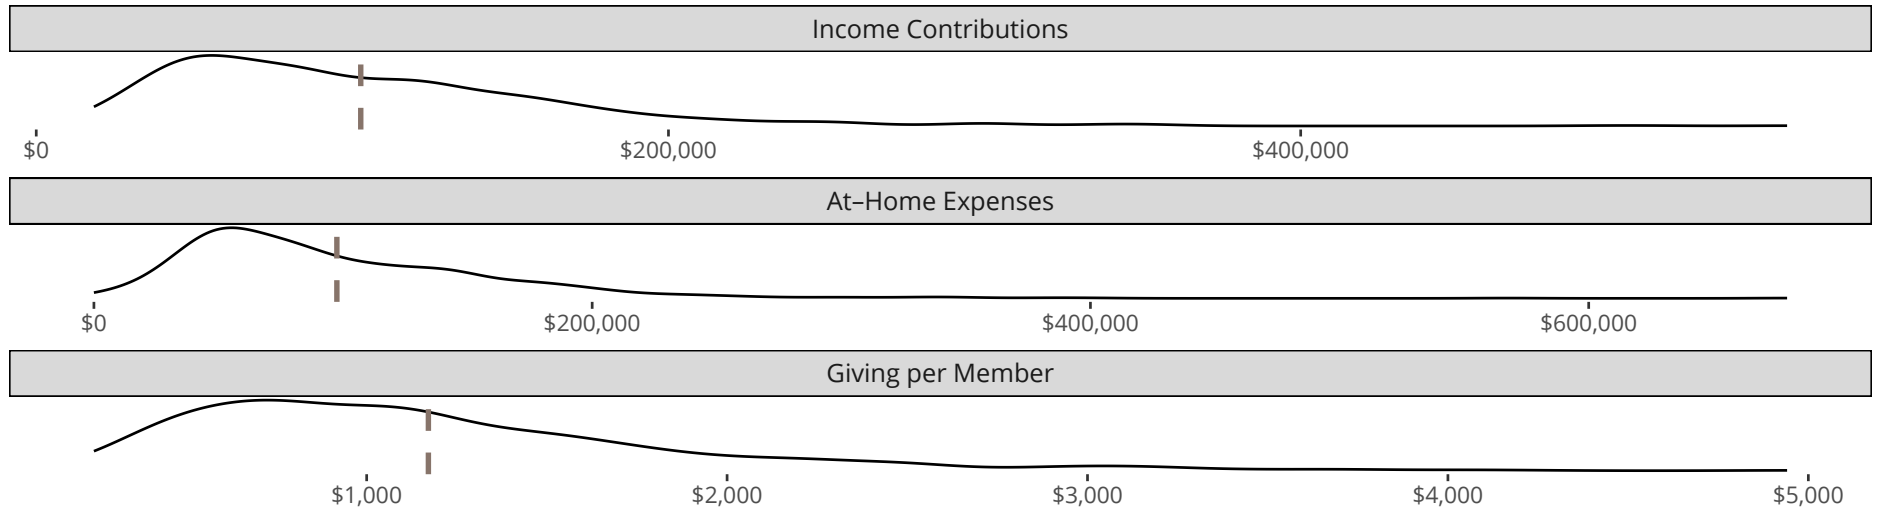 Income Contributions
$0 $200,000 $400,000
At–Home Expenses
$0 $200,000 $400,000 $600,000
Giving per Member
$1,000 $2,000 $3,000 $4,000 $5,000